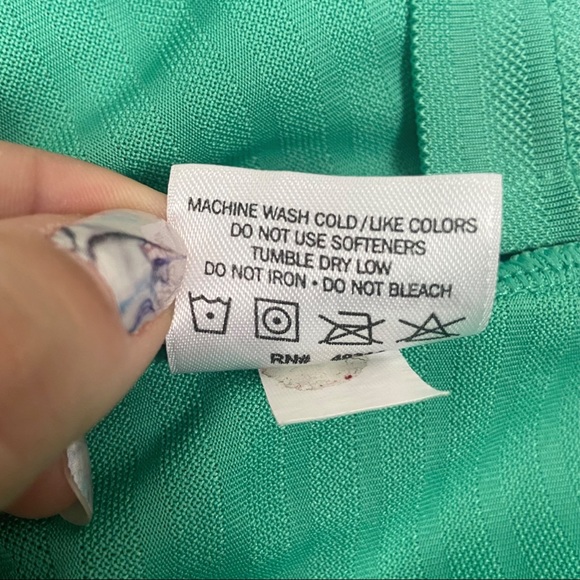 MACHINE WASH COLD/LIKE COLORS
DO NOT USE SOFTENERS
TUMBLE DRY LOW
DO NOT IRON • DO NOT BLEACH
RN#